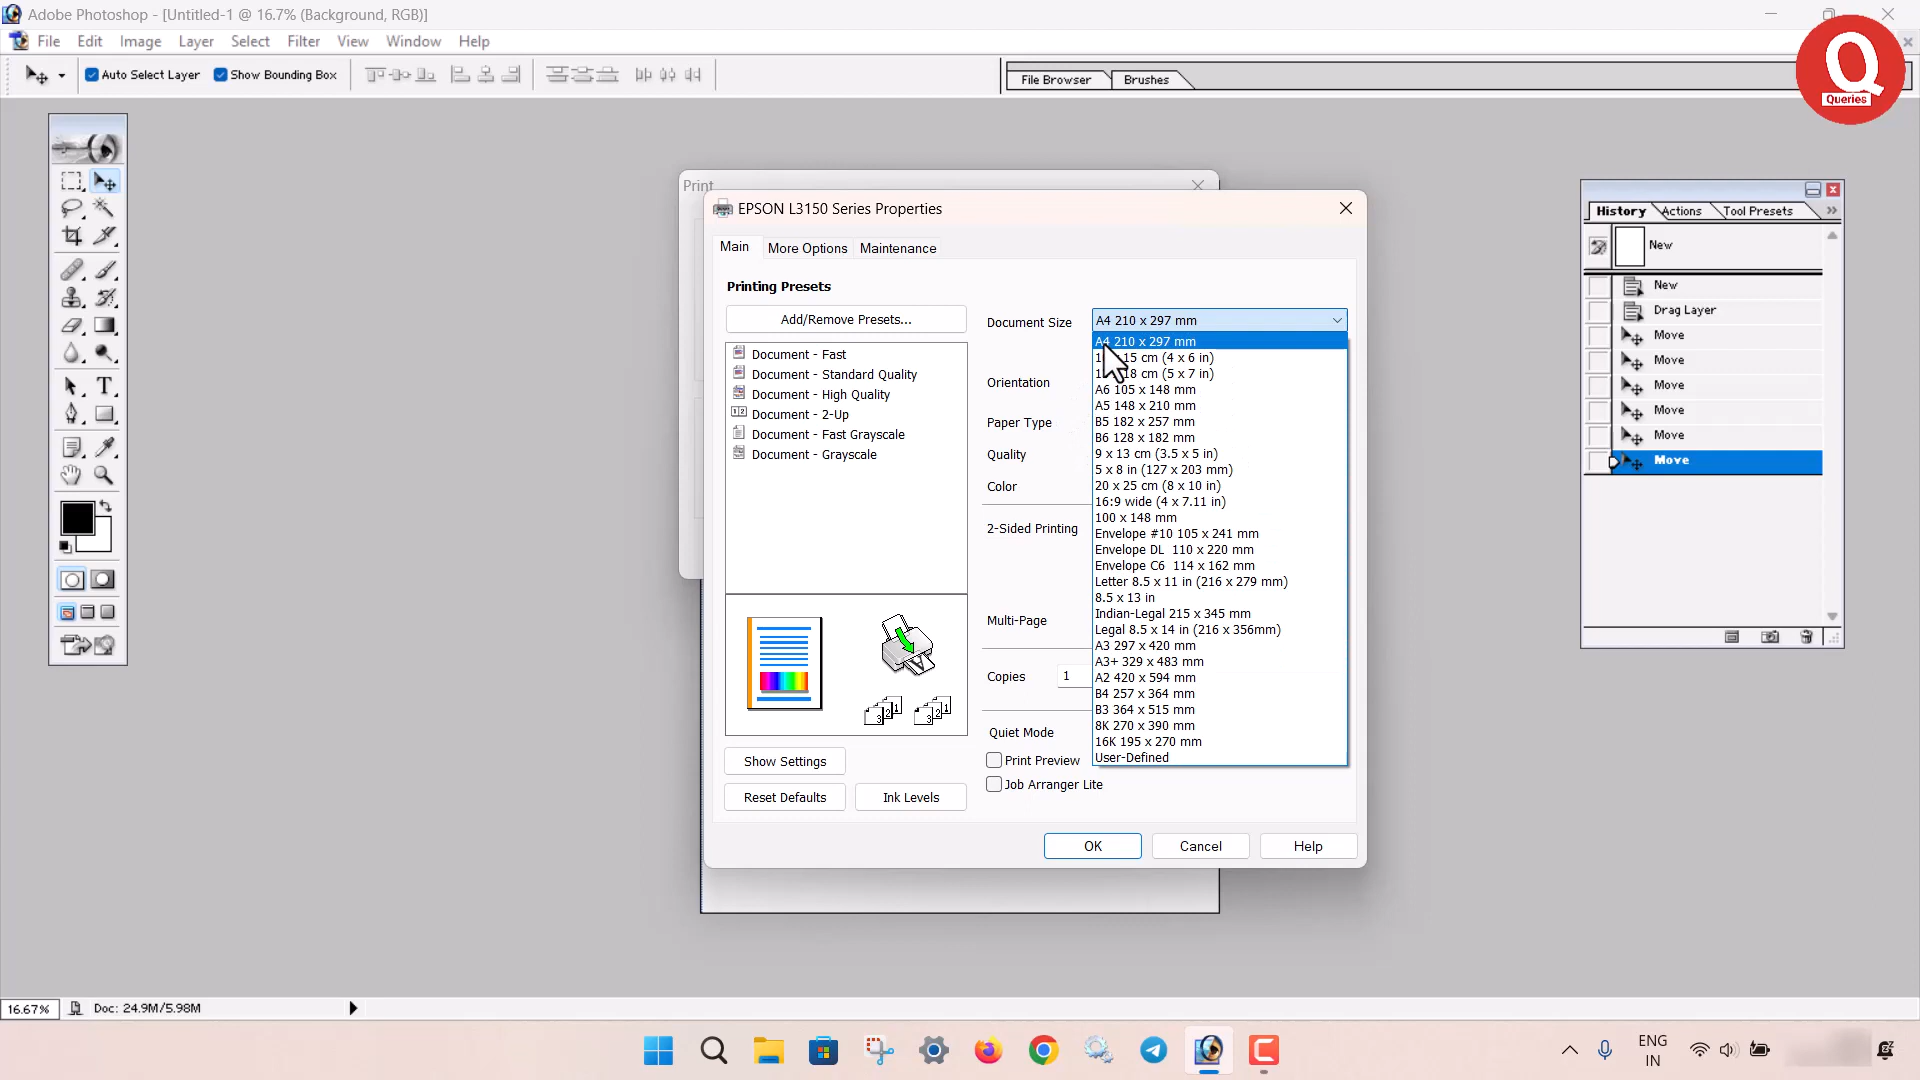 Adobe Photoshop - [Untitled-1 @ 16.7% (Background, RGB)]
File Edit Image Layer Select Filter View Window Help
Auto Select Layer Show Bounding Box
File Browser Brushes
Q
Queries
Print
EPSON L3150 Series Properties
Main More Options Maintenance
Printing Presets
Add/Remove Presets...
Document - Fast
Document - Standard Quality
Document - High Quality
Document - 2-Up
Document - Fast Grayscale
Document - Grayscale
Show Settings
Reset Defaults Ink Levels
Document Size A4 210 x 297 mm
Orientation
Paper Type
Quality
Color
2-Sided Printing
Multi-Page
Copies 1
Quiet Mode
Print Preview
Job Arranger Lite
A4 210 x 297 mm
15 cm (4 x 6 in)
18 cm (5 x 7 in)
A6 105 x 148 mm
A5 148 x 210 mm
B5 182 x 257 mm
B6 128 x 182 mm
9 x 13 cm (3.5 x 5 in)
5 x 8 in (127 x 203 mm)
20 x 25 cm (8 x 10 in)
16:9 wide (4 x 7.11 in)
100 x 148 mm
Envelope #10 105 x 241 mm
Envelope DL 110 x 220 mm
Envelope C6 114 x 162 mm
Letter 8.5 x 11 in (216 x 279 mm)
8.5 x 13 in
Indian-Legal 215 x 345 mm
Legal 8.5 x 14 in (216 x 356mm)
A3 297 x 420 mm
A3+ 329 x 483 mm
A2 420 x 594 mm
B4 257 x 364 mm
B3 364 x 515 mm
8K 270 x 390 mm
16K 195 x 270 mm
User-Defined
OK Cancel Help
History Actions Tool Presets
New
New
Drag Layer
Move
Move
Move
Move
Move
Move
16.67% Doc: 24.9M/5.98M
ENG
IN